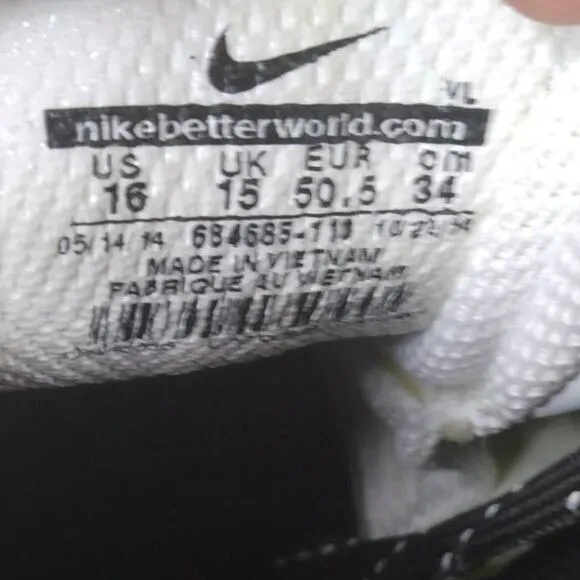 VL
nikebetterworld.com
US UK EUR cm
16 15 50.5 34
05/14/14 684685-111
MADE IN VIETNAM
FABRIQUE AU VIETNAM